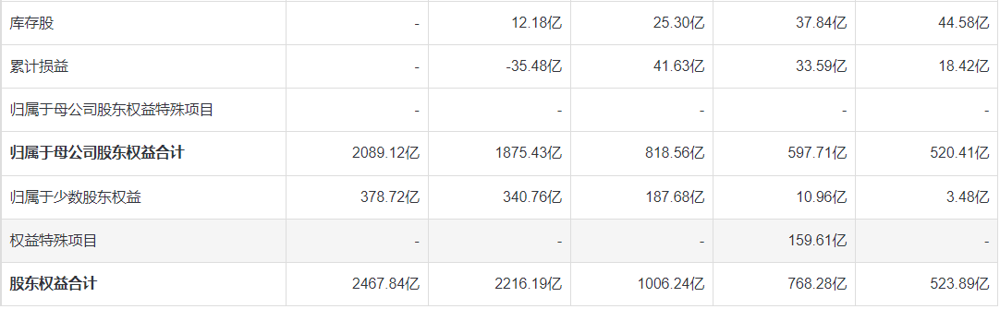 库存股 - 12.18亿 25.30亿 37.84亿 44.58亿
累计损益 - -35.48亿 41.63亿 33.59亿 18.42亿
归属于母公司股东权益特殊项目 - - - - -
归属于母公司股东权益合计 2089.12亿 1875.43亿 818.56亿 597.71亿 520.41亿
归属于少数股东权益 378.72亿 340.76亿 187.68亿 10.96亿 3.48亿
权益特殊项目 - - - 159.61亿 -
股东权益合计 2467.84亿 2216.19亿 1006.24亿 768.28亿 523.89亿